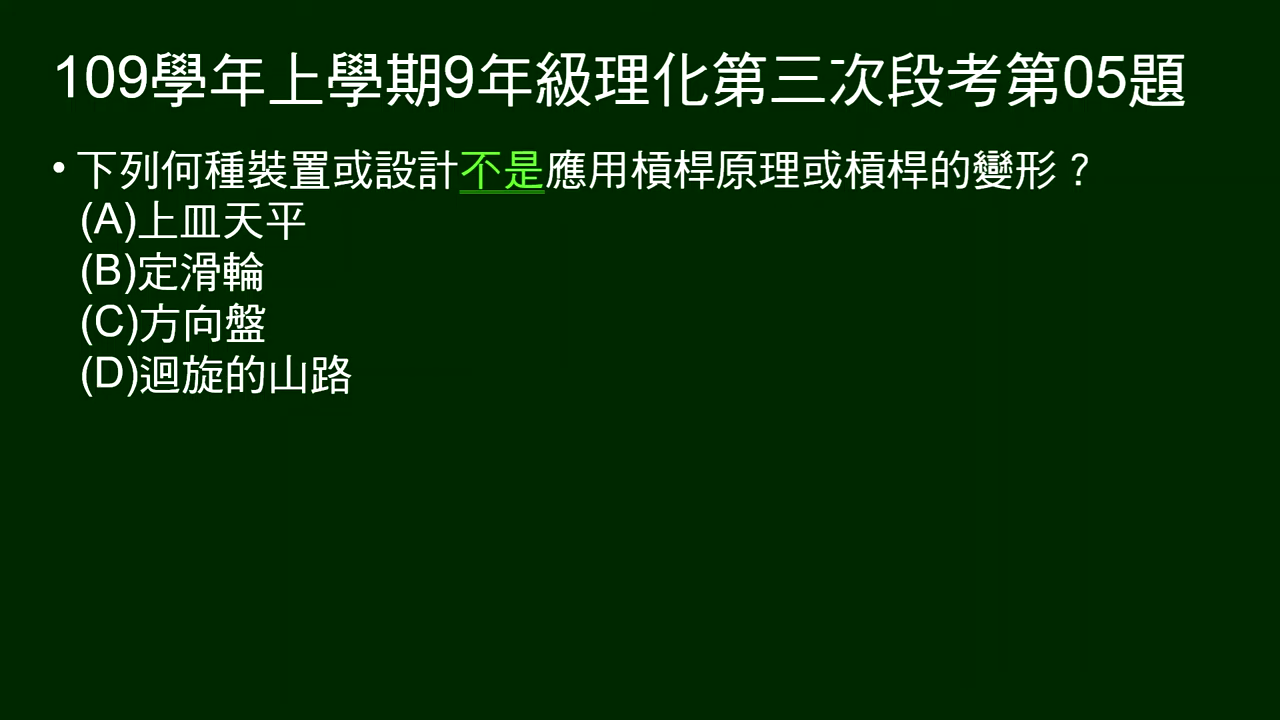 109學年上學期9年級理化第三次段考第05題
•下列何種裝置或設計不是應用槓桿原理或槓桿的變形？
(A)上皿天平
(B)定滑輪
(C)方向盤
(D)迴旋的山路